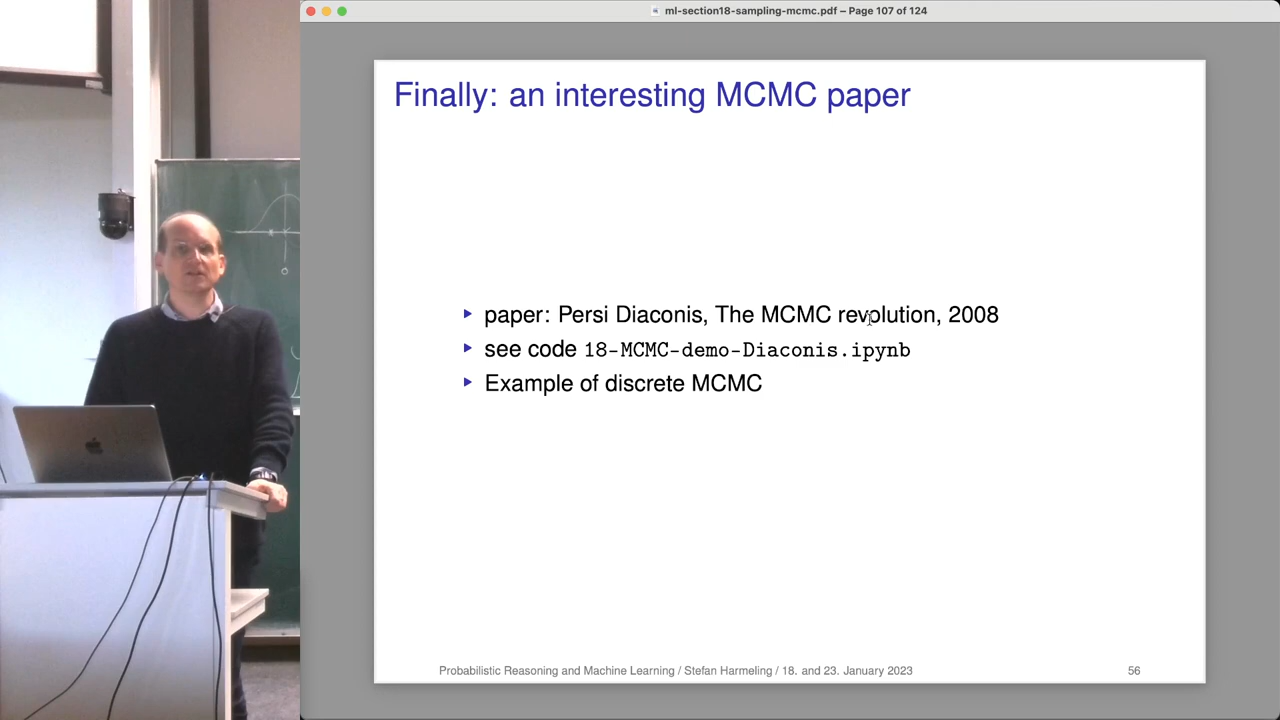 ml-section18-sampling-mcmc.pdf – Page 107 of 124
Finally: an interesting MCMC paper
paper: Persi Diaconis, The MCMC revolution, 2008
see code 18-MCMC-demo-Diaconis.ipynb
Example of discrete MCMC
Probabilistic Reasoning and Machine Learning / Stefan Harmeling / 18. and 23. January 2023
56